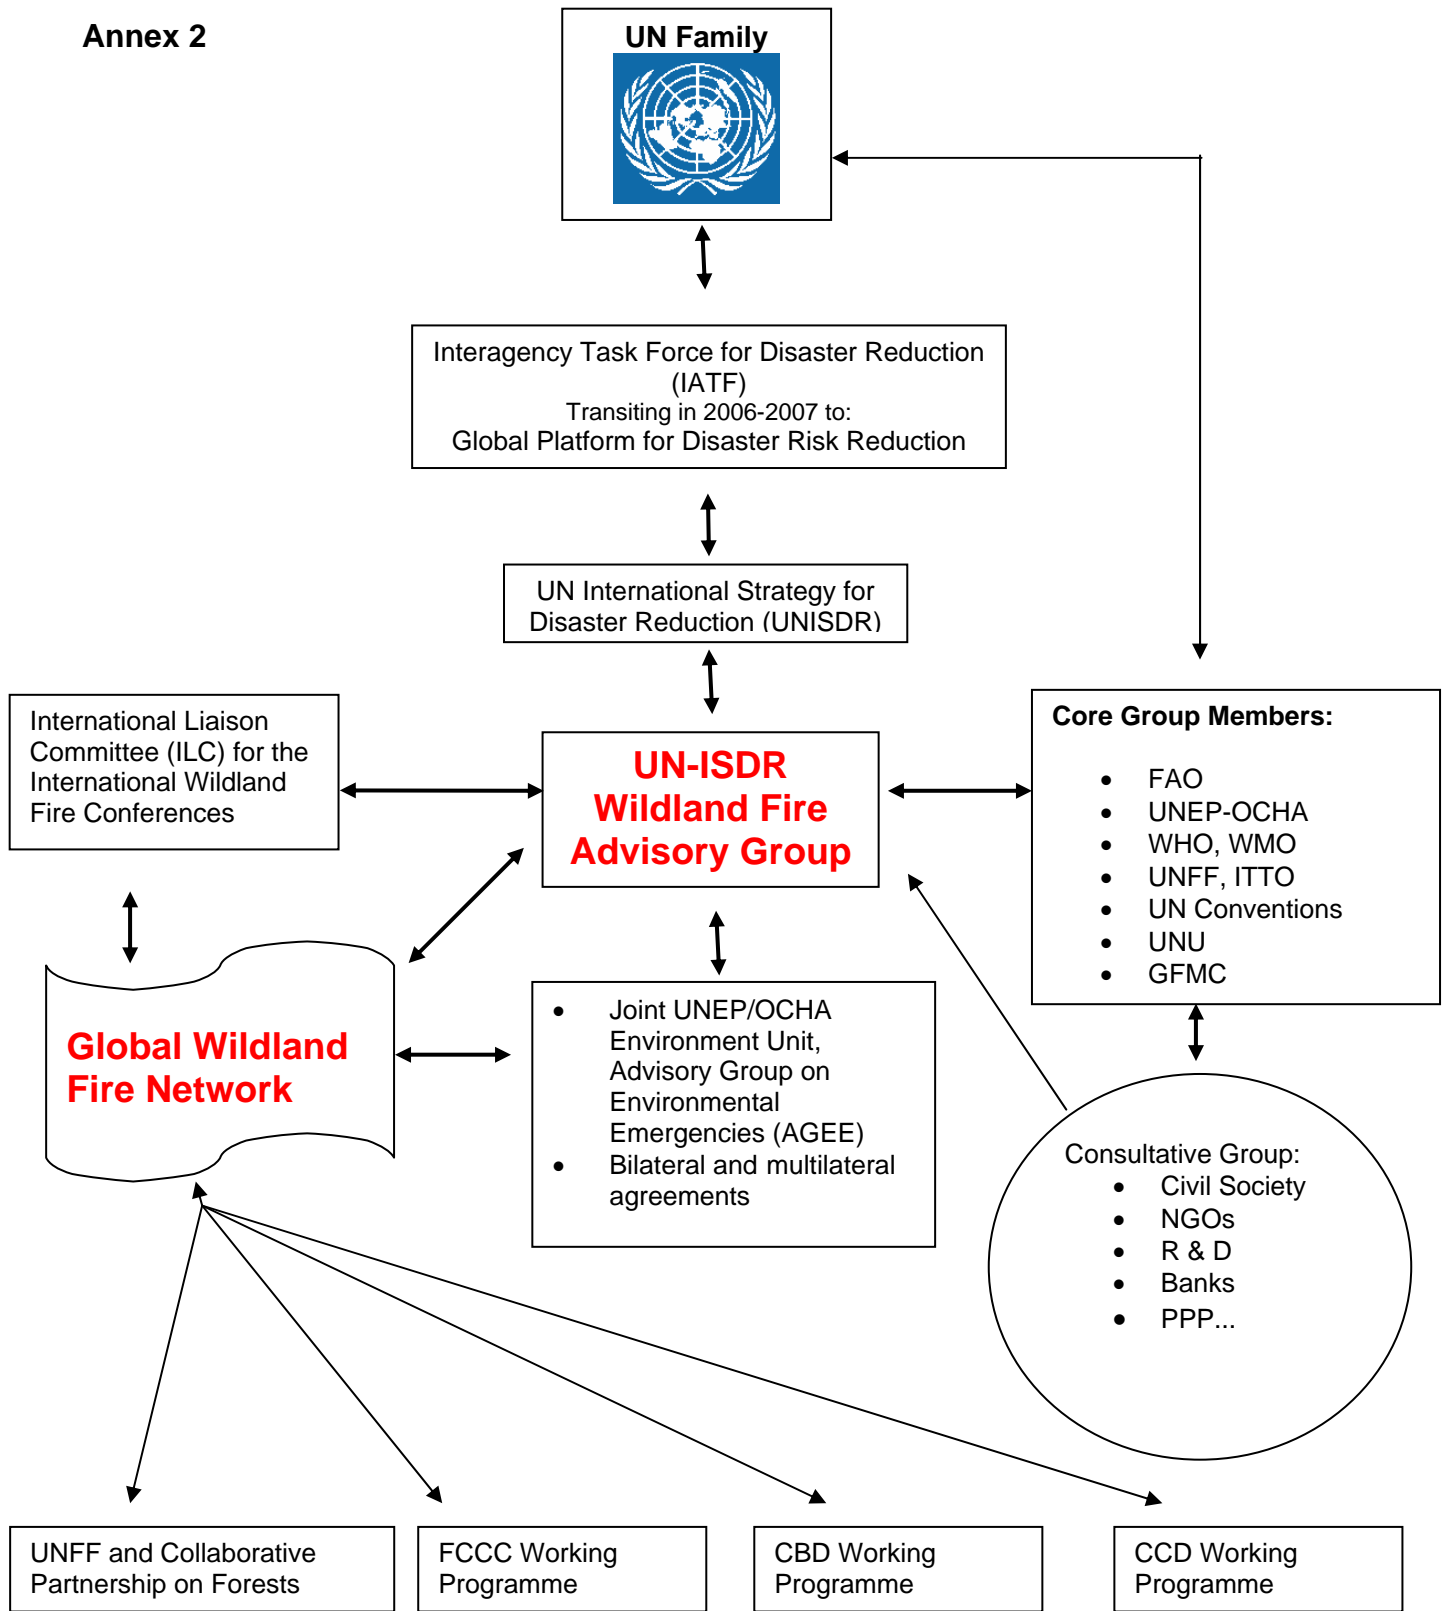 Annex 2
UN Family
Interagency Task Force for Disaster Reduction
(IATF)
Transiting in 2006-2007 to:
Global Platform for Disaster Risk Reduction
UN International Strategy for
Disaster Reduction (UNISDR)
International Liaison
Committee (ILC) for the
International Wildland
Fire Conferences
UN-ISDR
Wildland Fire
Advisory Group
Core Group Members:
• FAO
• UNEP-OCHA
• WHO, WMO
• UNFF, ITTO
• UN Conventions
• UNU
• GFMC
Global Wildland
Fire Network
• Joint UNEP/OCHA
Environment Unit,
Advisory Group on
Environmental
Emergencies (AGEE)
• Bilateral and multilateral
agreements
Consultative Group:
• Civil Society
• NGOs
• R & D
• Banks
• PPP...
UNFF and Collaborative
Partnership on Forests
FCCC Working
Programme
CBD Working
Programme
CCD Working
Programme